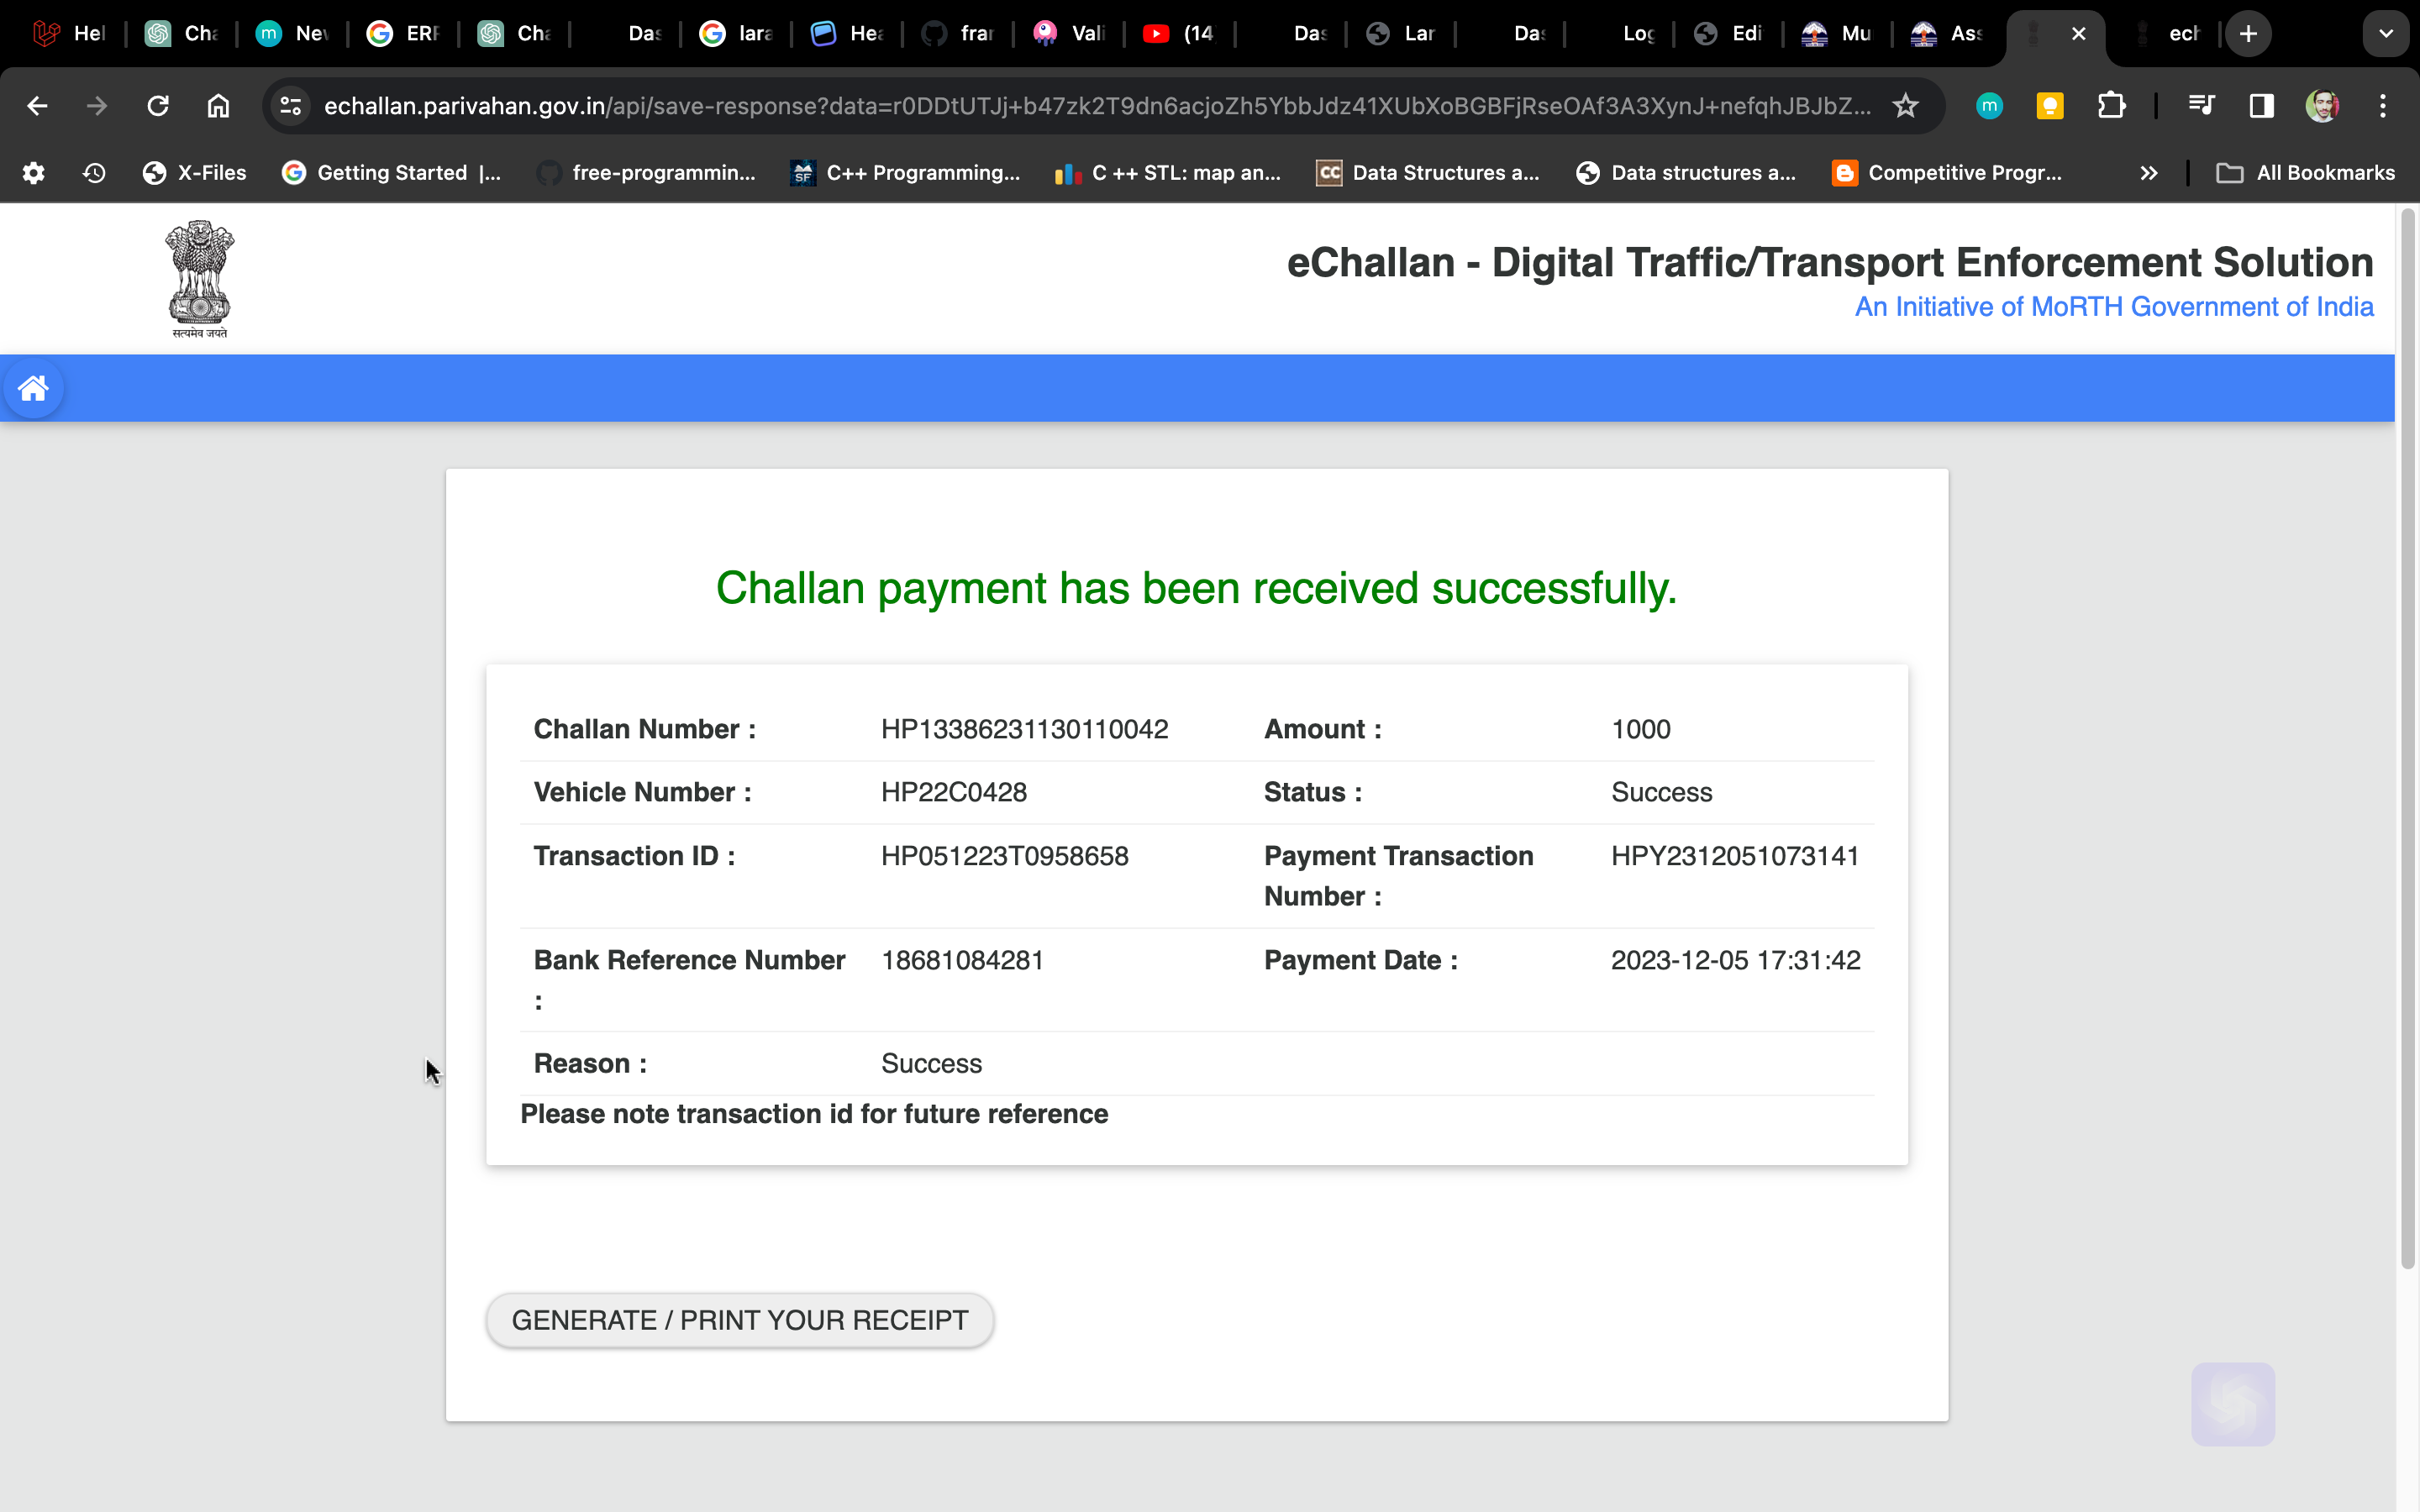 Hel Cha Nev ERF Cha Das lara Hea fran Vali (14 Das Lar Das Log Edi Mu Ass ech
echallan.parivahan.gov.in/api/save-response?data=r0DDtUTJj+b47zk2T9dn6acjoZh5YbbJdz41XUbXoBGBFjRseOAf3A3XynJ+nefqhJBJbZ... m
X-Files Getting Started |... free-programmin... C++ Programming... C ++ STL: map an... Data Structures a... Data structures a... Competitive Progr... All Bookmarks
सत्यमेव जयते
eChallan - Digital Traffic/Transport Enforcement Solution
An Initiative of MoRTH Government of India
Challan payment has been received successfully.
Challan Number : HP13386231130110042 Amount : 1000
Vehicle Number : HP22C0428 Status : Success
Transaction ID : HP051223T0958658 Payment Transaction Number : HPY2312051073141
Bank Reference Number : 18681084281 Payment Date : 2023-12-05 17:31:42
Reason : Success
Please note transaction id for future reference
GENERATE / PRINT YOUR RECEIPT